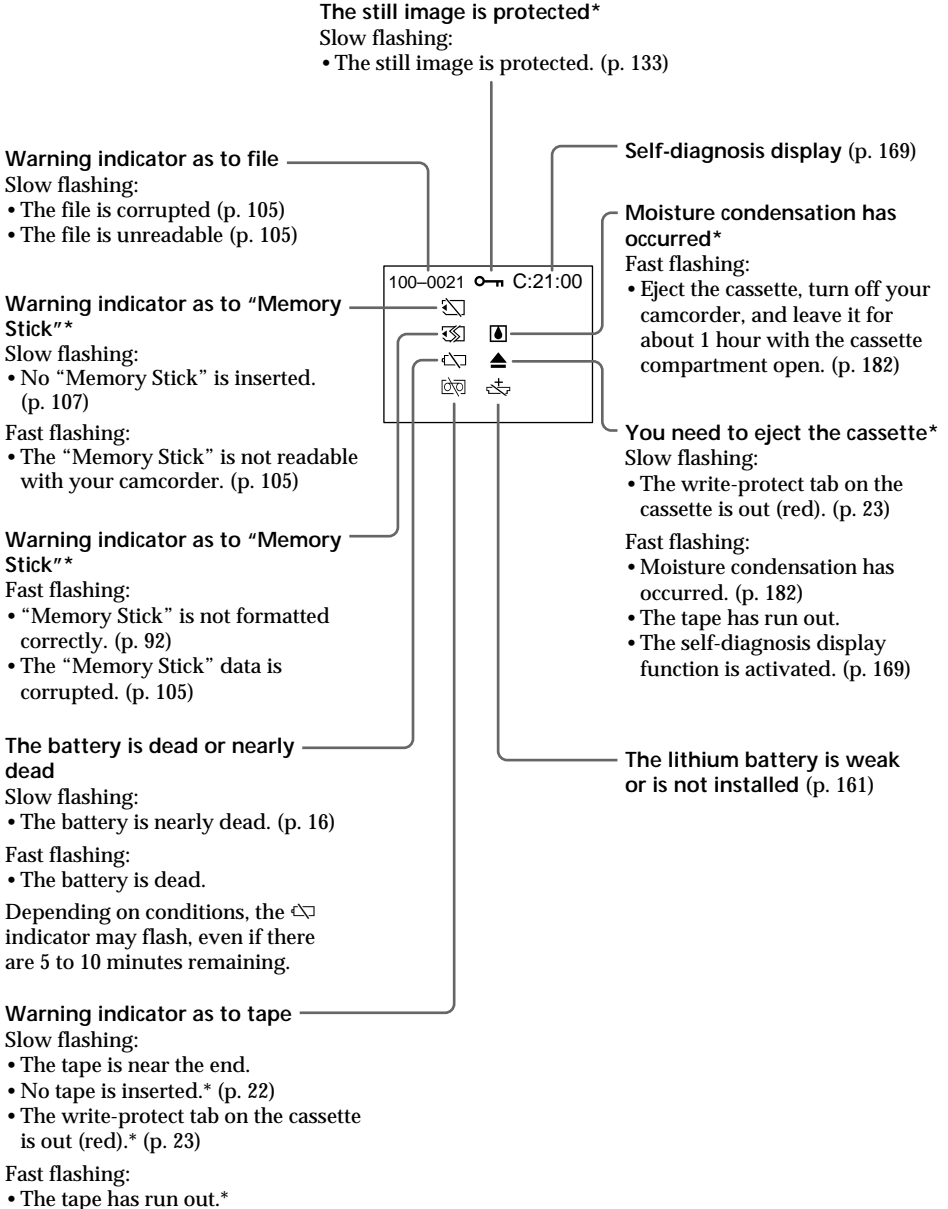 The still image is protected*
Slow flashing:
• The still image is protected. (p. 133)
Warning indicator as to file
Slow flashing:
• The file is corrupted (p. 105)
• The file is unreadable (p. 105)
Warning indicator as to “Memory
Stick”*
Slow flashing:
• No “Memory Stick” is inserted.
(p. 107)
Fast flashing:
• The “Memory Stick” is not readable
with your camcorder. (p. 105)
Warning indicator as to “Memory
Stick”*
Fast flashing:
• “Memory Stick” is not formatted
correctly. (p. 92)
• The “Memory Stick” data is
corrupted. (p. 105)
The battery is dead or nearly
dead
Slow flashing:
• The battery is nearly dead. (p. 16)
Fast flashing:
• The battery is dead.
Depending on conditions, the
indicator may flash, even if there
are 5 to 10 minutes remaining.
Warning indicator as to tape
Slow flashing:
• The tape is near the end.
• No tape is inserted.* (p. 22)
• The write-protect tab on the cassette
is out (red).* (p. 23)
Fast flashing:
• The tape has run out.*
100–0021 C:21:00
Self-diagnosis display (p. 169)
Moisture condensation has
occurred*
Fast flashing:
• Eject the cassette, turn off your
camcorder, and leave it for
about 1 hour with the cassette
compartment open. (p. 182)
You need to eject the cassette*
Slow flashing:
• The write-protect tab on the
cassette is out (red). (p. 23)
Fast flashing:
• Moisture condensation has
occurred. (p. 182)
• The tape has run out.
• The self-diagnosis display
function is activated. (p. 169)
The lithium battery is weak
or is not installed (p. 161)